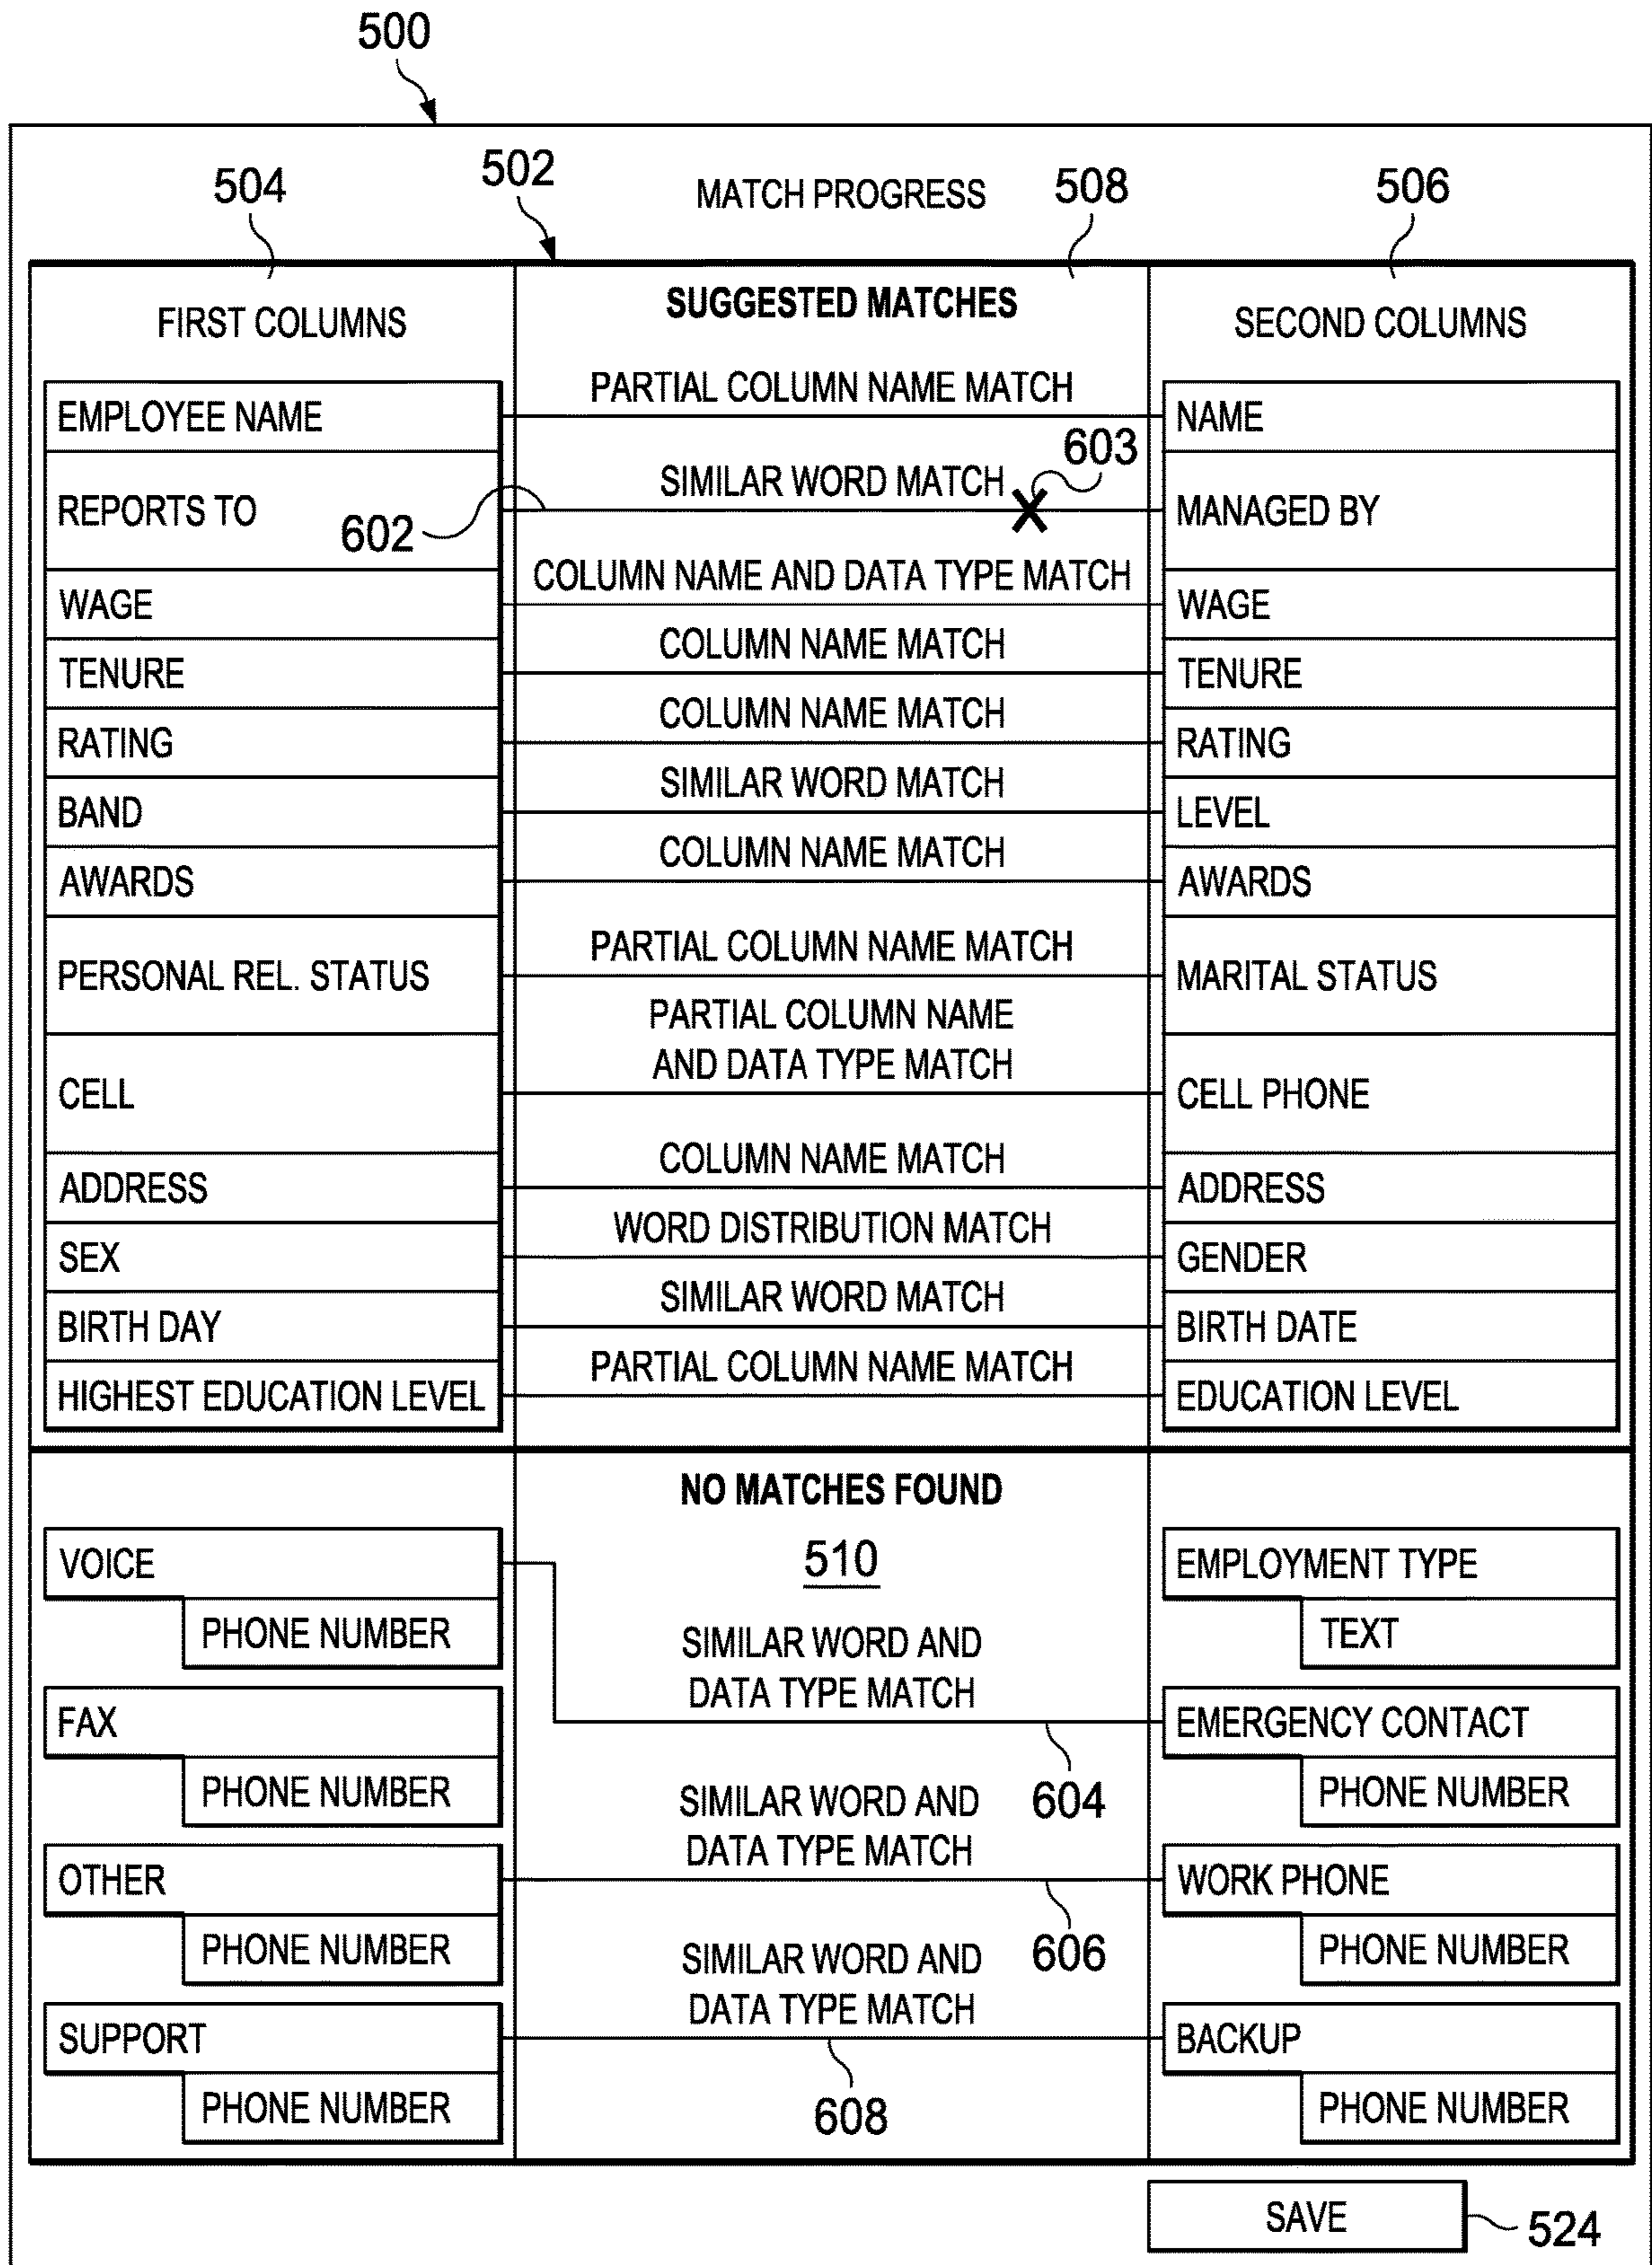 500
504
502
MATCH PROGRESS
508
506
FIRST COLUMNS
SUGGESTED MATCHES
SECOND COLUMNS
EMPLOYEE NAME
PARTIAL COLUMN NAME MATCH
NAME
REPORTS TO
602
SIMILAR WORD MATCH
603
X
MANAGED BY
WAGE
COLUMN NAME AND DATA TYPE MATCH
WAGE
TENURE
COLUMN NAME MATCH
TENURE
RATING
COLUMN NAME MATCH
RATING
BAND
SIMILAR WORD MATCH
LEVEL
AWARDS
COLUMN NAME MATCH
AWARDS
PERSONAL REL. STATUS
PARTIAL COLUMN NAME MATCH
MARITAL STATUS
CELL
PARTIAL COLUMN NAME
AND DATA TYPE MATCH
CELL PHONE
ADDRESS
COLUMN NAME MATCH
ADDRESS
SEX
WORD DISTRIBUTION MATCH
GENDER
BIRTH DAY
SIMILAR WORD MATCH
BIRTH DATE
HIGHEST EDUCATION LEVEL
PARTIAL COLUMN NAME MATCH
EDUCATION LEVEL
NO MATCHES FOUND
510
VOICE
PHONE NUMBER
EMPLOYMENT TYPE
TEXT
SIMILAR WORD AND
DATA TYPE MATCH
604
FAX
PHONE NUMBER
EMERGENCY CONTACT
PHONE NUMBER
SIMILAR WORD AND
DATA TYPE MATCH
606
OTHER
PHONE NUMBER
WORK PHONE
PHONE NUMBER
SIMILAR WORD AND
DATA TYPE MATCH
608
SUPPORT
PHONE NUMBER
BACKUP
PHONE NUMBER
SAVE
524